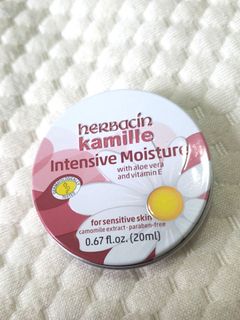 herbacin
kamille
Intensive Moisture
with aloe vera
and vitamin E
for sensitive skin
camomile extract - paraben-free
0.67 fl.oz. (20ml)